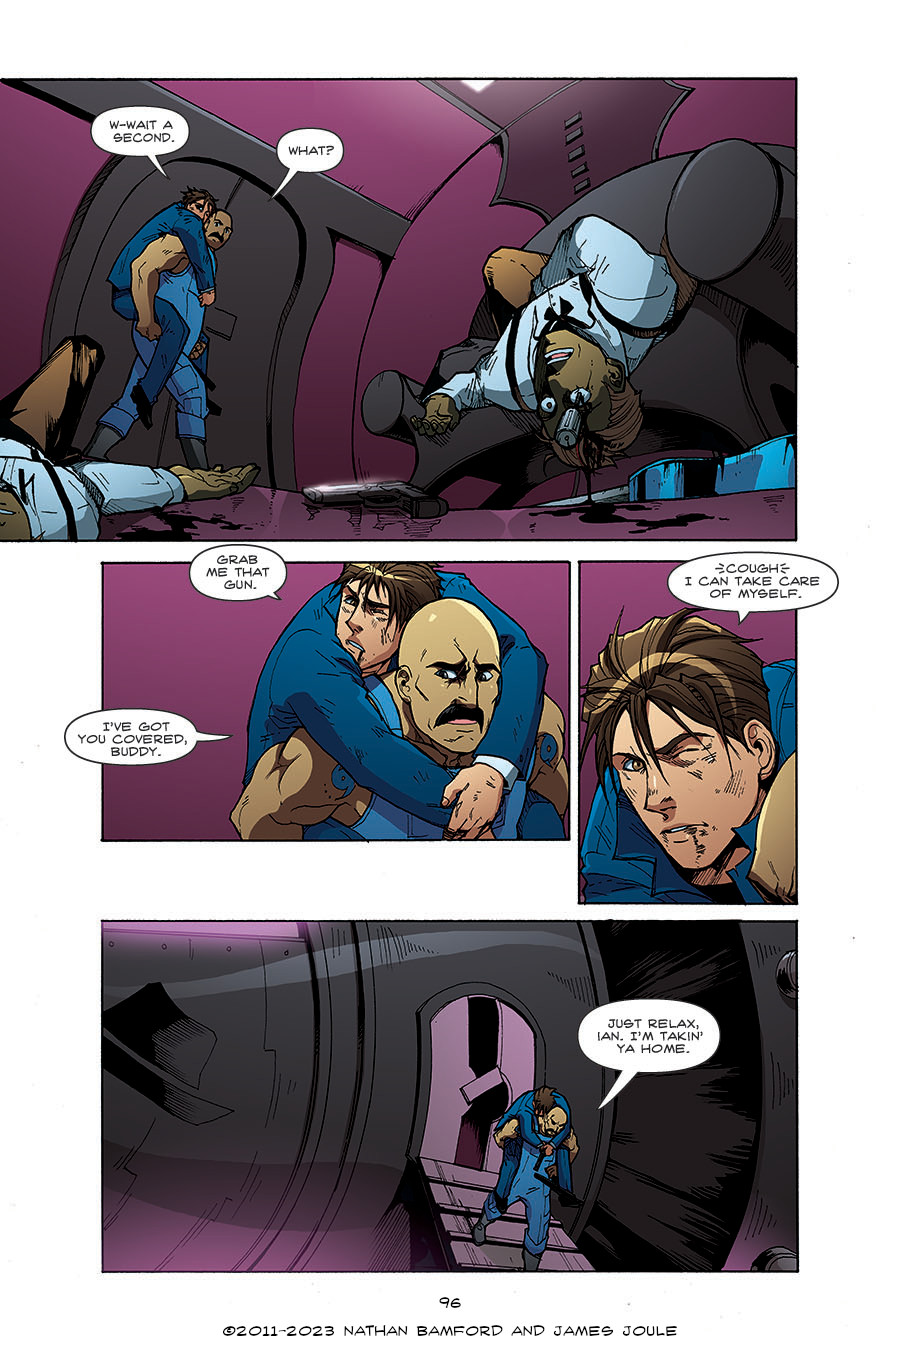 W-WAIT A
SECOND.
WHAT?
GRAB
ME THAT
GUN.
I'VE GOT
YOU COVERED,
BUDDY.
COUGH
I CAN TAKE CARE
OF MYSELF.
JUST RELAX,
IAN. I'M TAKIN'
YA HOME.
96
©2011-2023 NATHAN BAMFORD AND JAMES JOULE